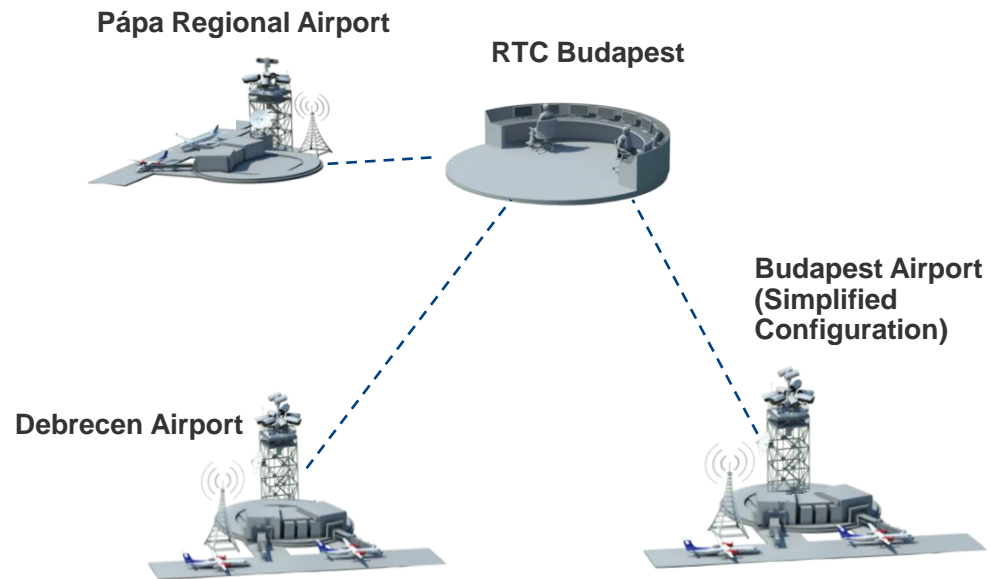 Pápa Regional Airport
RTC Budapest
Budapest Airport
(Simplified
Configuration)
Debrecen Airport